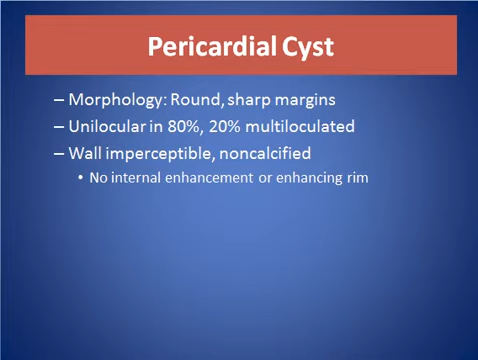 Pericardial Cyst
– Morphology: Round, sharp margins
– Unilocular in 80%, 20% multiloculated
– Wall imperceptible, noncalcified
• No internal enhancement or enhancing rim